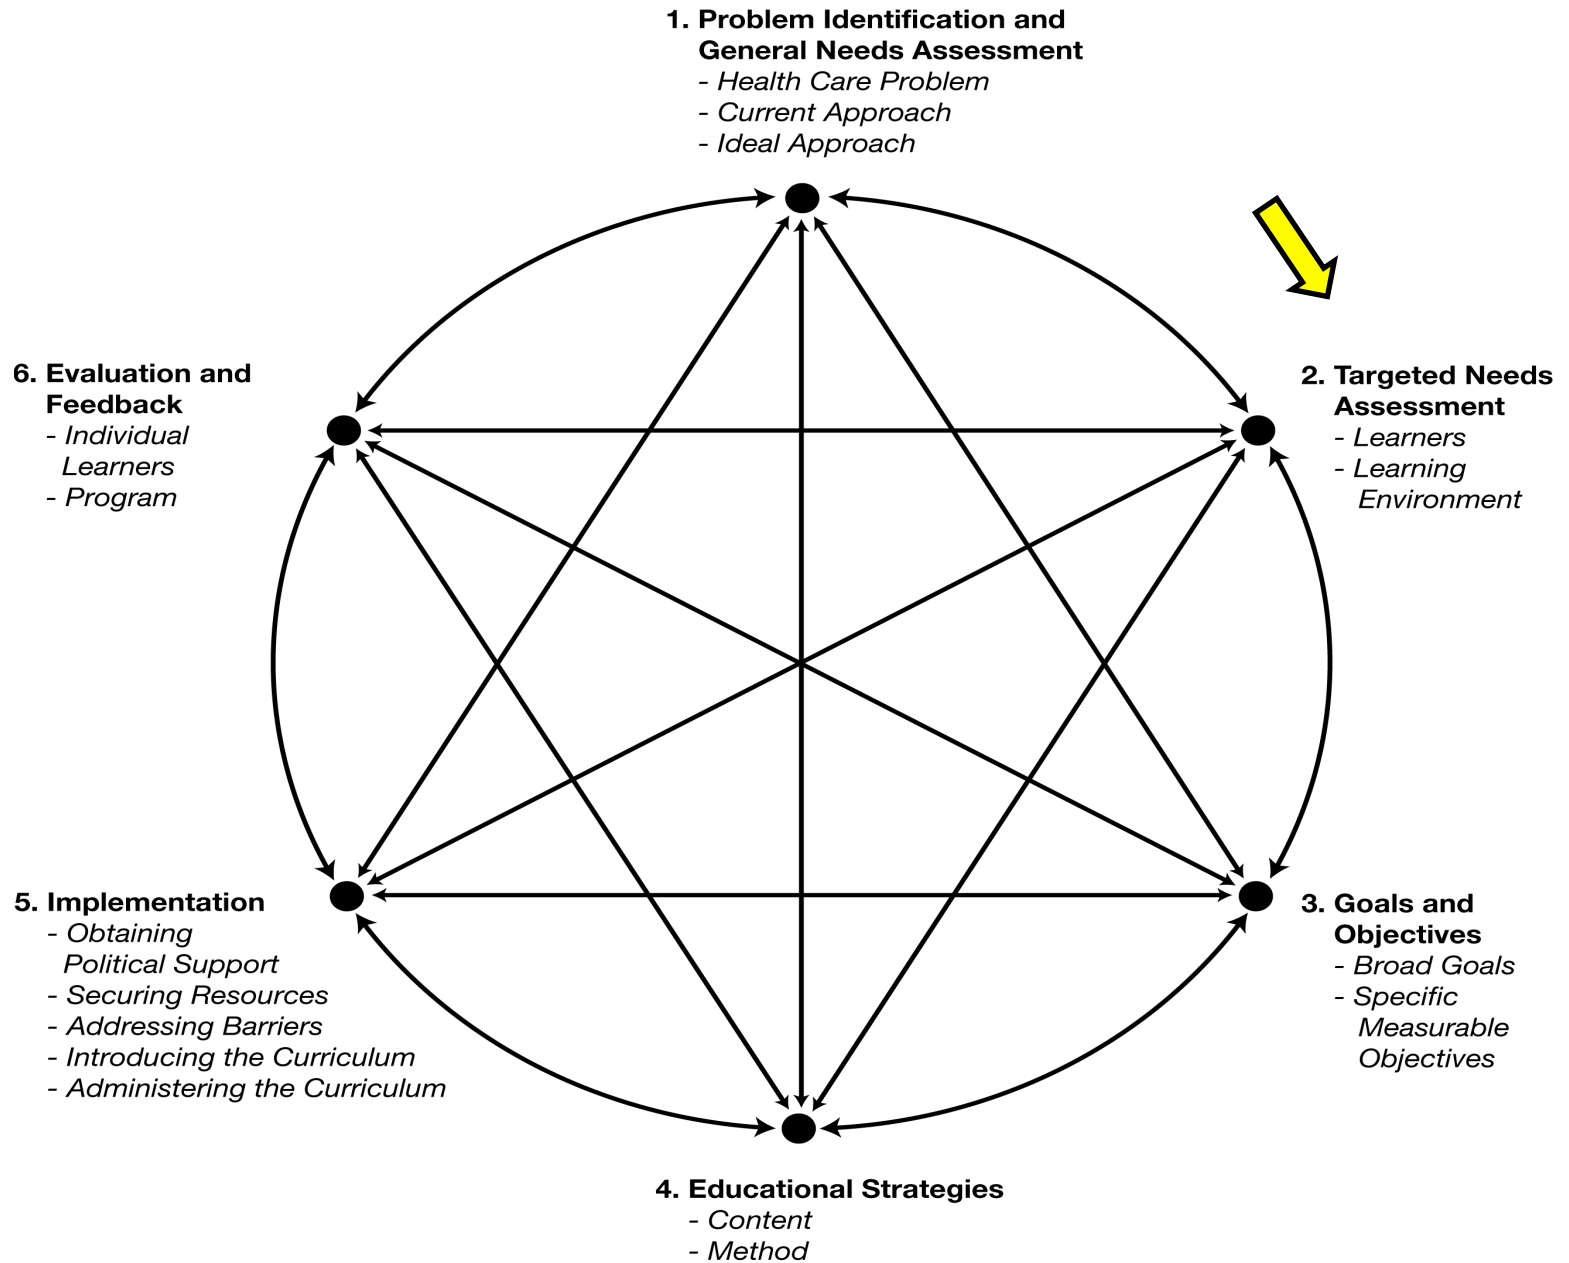 1. Problem Identification and
General Needs Assessment
- Health Care Problem
- Current Approach
- Ideal Approach
2. Targeted Needs
Assessment
- Learners
- Learning
Environment
3. Goals and
Objectives
- Broad Goals
- Specific
Measurable
Objectives
4. Educational Strategies
- Content
- Method
5. Implementation
- Obtaining
Political Support
- Securing Resources
- Addressing Barriers
- Introducing the Curriculum
- Administering the Curriculum
6. Evaluation and
Feedback
- Individual
Learners
- Program